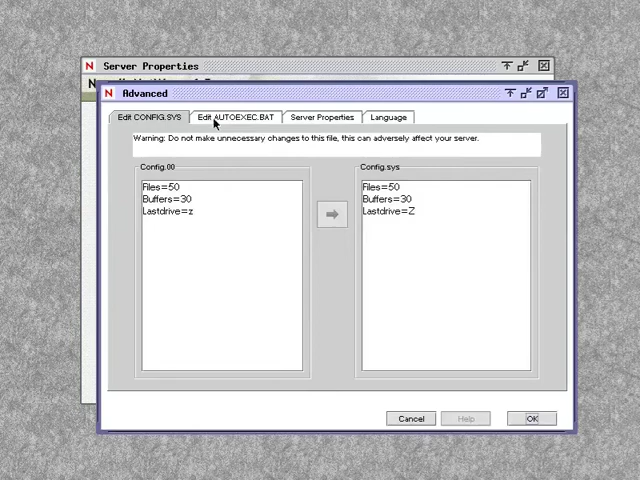 N Server Properties
N
N Advanced
Edit CONFIG.SYS Edit AUTOEXEC.BAT Server Properties Language
Warning: Do not make unnecessary changes to this file, this can adversely affect your server.
Config.00 Config.sys
Files=50 Files=50
Buffers=30 Buffers=30
Lastdrive=z Lastdrive=Z
Cancel Help OK